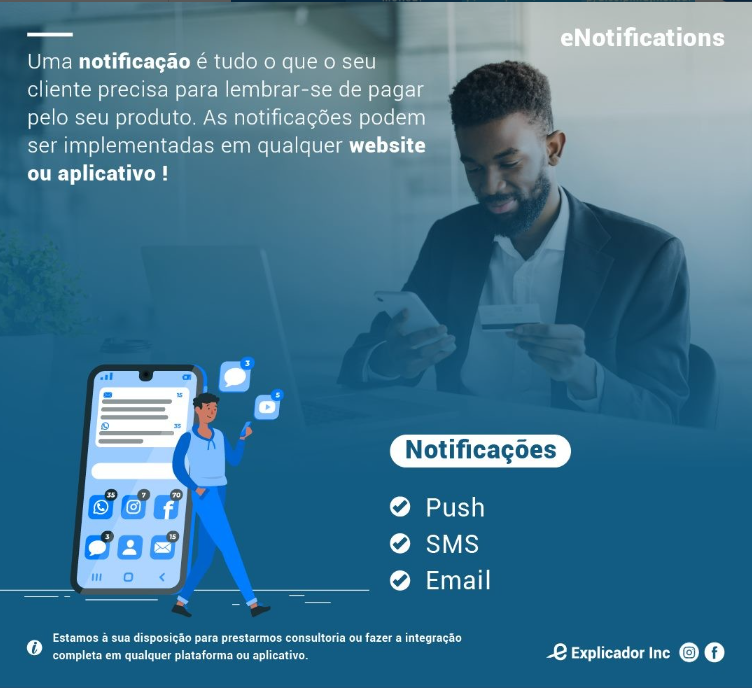 eNotifications
Uma notificação é tudo o que o seu
cliente precisa para lembrar-se de pagar
pelo seu produto. As notificações podem
ser implementadas em qualquer website
ou aplicativo !
3
5
15
35
35
7
70
3
15
Notificações
Push
SMS
Email
Estamos à sua disposição para prestarmos consultoria ou fazer a integração
completa em qualquer plataforma ou aplicativo.
Explicador Inc